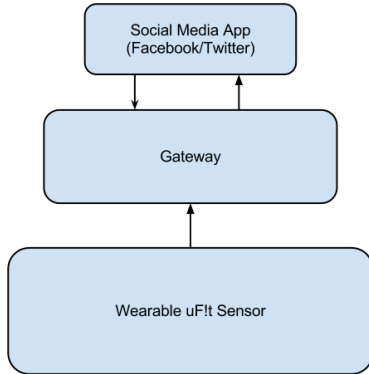 Social Media App
(Facebook/Twitter)
Gateway
Wearable uF!t Sensor